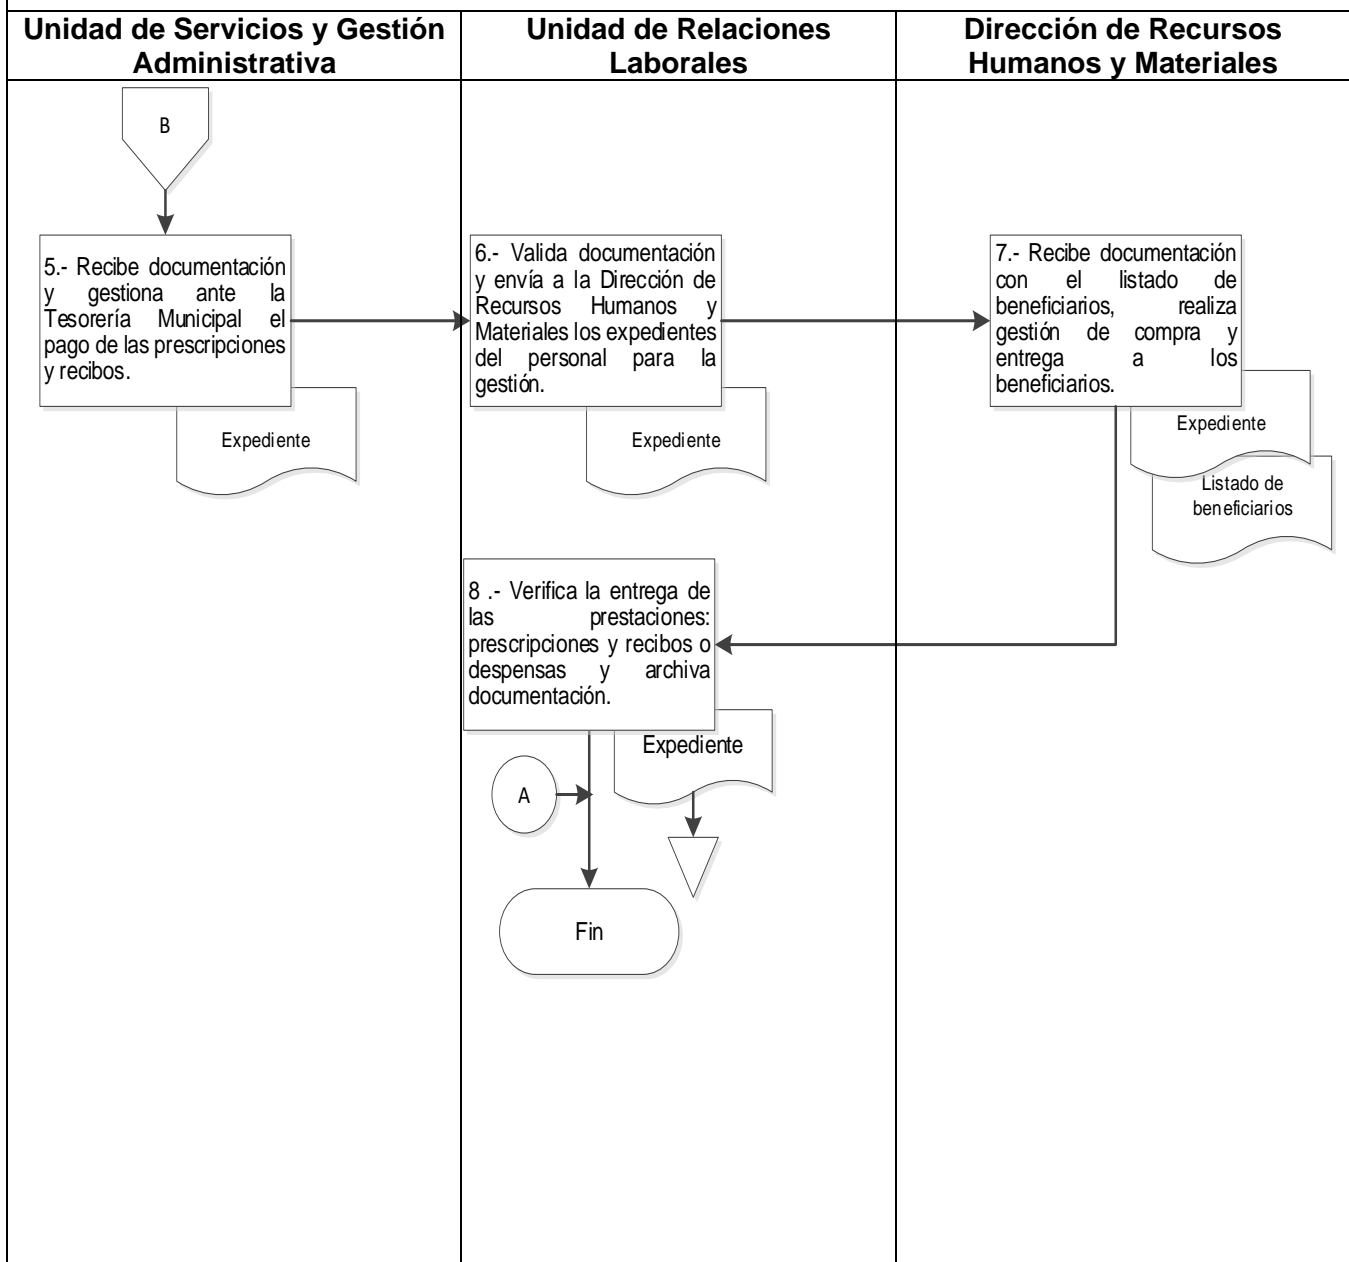 Unidad de Servicios y Gestión
Administrativa
Unidad de Relaciones
Laborales
Dirección de Recursos
Humanos y Materiales
B
5.- Recibe documentación
y gestiona ante la
Tesorería Municipal el
pago de las prescripciones
y recibos.
Expediente
6.- Valida documentación
y envía a la Dirección de
Recursos Humanos y
Materiales los expedientes
del personal para la
gestión.
Expediente
7.- Recibe documentación
con el listado de
beneficiarios, realiza
gestión de compra y
entrega a los
beneficiarios.
Expediente
Listado de
beneficiarios
8 .- Verifica la entrega de
las prestaciones:
prescripciones y recibos o
despensas y archiva
documentación.
Expediente
A
Fin